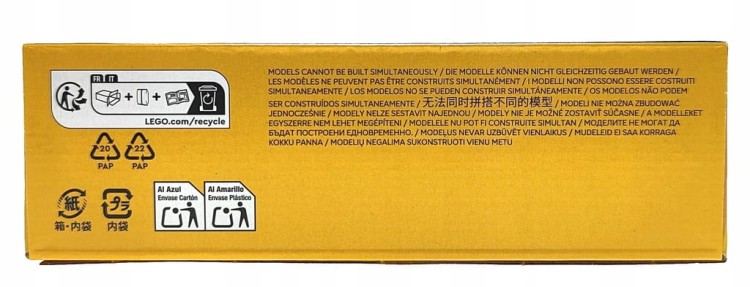 FR IT
LEGO.com/recycle
20
PAP
22
PAP
紙
箱・内袋
プラ
内袋
Al Azul
Envase Cartón
Al Amarillo
Envase Plástico
MODELS CANNOT BE BUILT SIMULTANEOUSLY / DIE MODELLE KÖNNEN NICHT GLEICHZEITIG GEBAUT WERDEN /
LES MODÈLES NE PEUVENT PAS ÊTRE CONSTRUITS SIMULTANÉMENT / I MODELLI NON POSSONO ESSERE COSTRUITI
SIMULTANEAMENTE / LOS MODELOS NO SE PUEDEN CONSTRUIR SIMULTÁNEAMENTE / OS MODELOS NÃO PODEM
SER CONSTRUÍDOS SIMULTANEAMENTE / 无法同时拼搭不同的模型 / MODELI NIE MOŻNA ZBUDOWAĆ
JEDNOCZEŚNIE / MODELY NELZE SESTAVIT NAJEDNOU / MODELY NIE JE MOŽNÉ ZOSTAVIŤ SÚČASNE / A MODELLEKET
EGYSZERRE NEM LEHET MEGÉPÍTENI / MODELELE NU POT FI CONSTRUITE SIMULTAN / МОДЕЛИТЕ НЕ МОГАТ ДА
БЪДАТ ПОСТРОЕНИ ЕДНОВРЕМЕННО. / MODEĻUS NEVAR UZBŪVĒT VIENLAIKUS / MUDELEID EI SAA KORRAGA
KOKKU PANNA / MODELIŲ NEGALIMA SUKONSTRUOTI VIENU METU